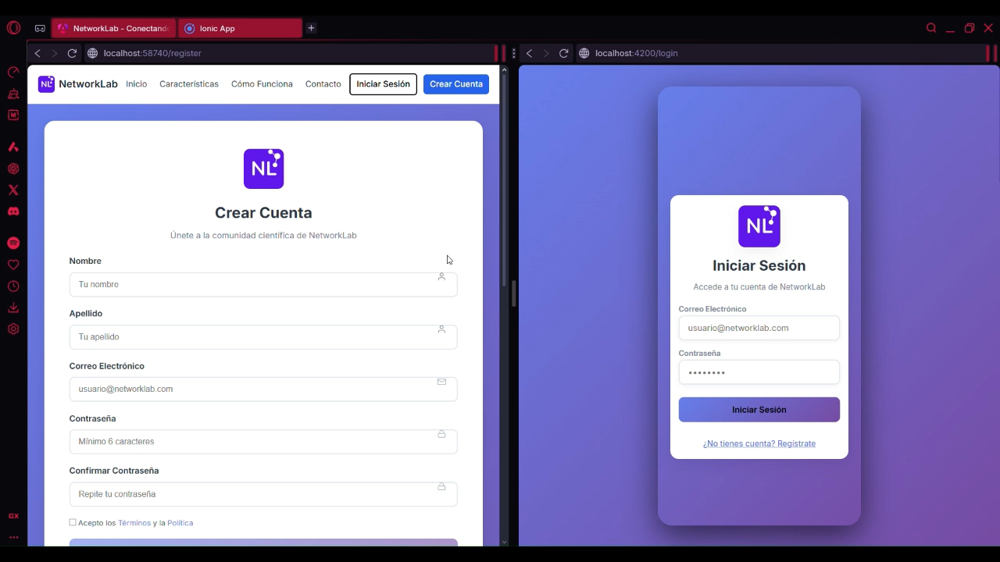 NetworkLab - Conectando
Ionic App
localhost:58740/register
localhost:4200/login
NL NetworkLab Inicio Características Cómo Funciona Contacto Iniciar Sesión Crear Cuenta
NL
Crear Cuenta
Únete a la comunidad científica de NetworkLab
Nombre
Tu nombre
Apellido
Tu apellido
Correo Electrónico
usuario@networklab.com
Contraseña
Mínimo 6 caracteres
Confirmar Contraseña
Repite tu contraseña
Acepto los Términos y la Política
NL
Iniciar Sesión
Accede a tu cuenta de NetworkLab
Correo Electrónico
usuario@networklab.com
Contraseña
••••••••
Iniciar Sesión
¿No tienes cuenta? Regístrate
M
GX